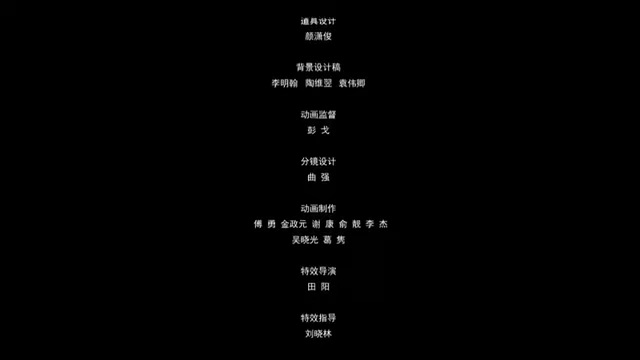 道具设计
颜潇俊
背景设计稿
李明翰 陶维翌 袁伟卿
动画监督
彭 戈
分镜设计
曲 强
动画制作
傅 勇 金政元 谢 康 俞 靓 李 杰
吴晓光 葛 隽
特效导演
田 阳
特效指导
刘晓林